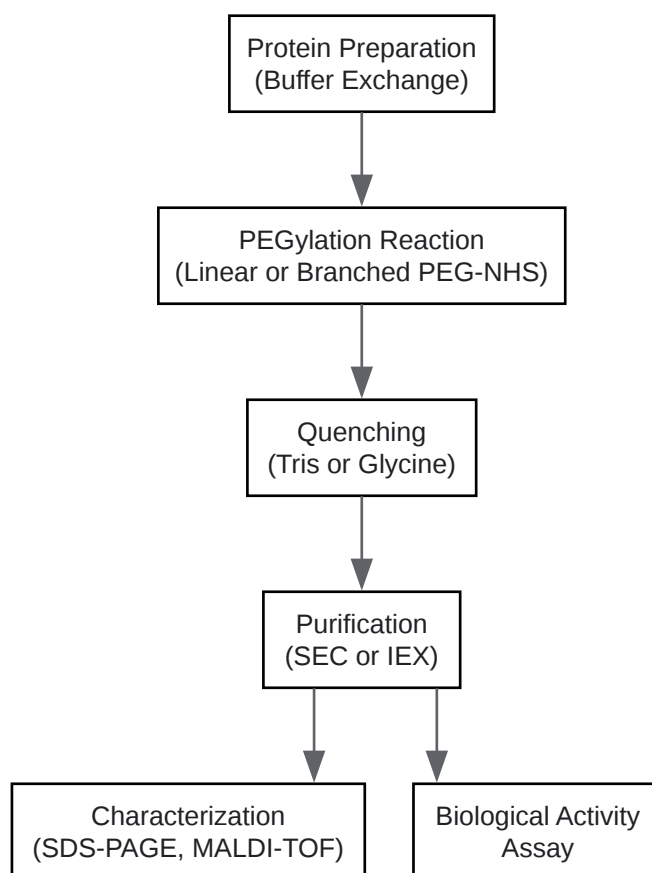 Protein Preparation
(Buffer Exchange)
PEGylation Reaction
(Linear or Branched PEG-NHS)
Quenching
(Tris or Glycine)
Purification
(SEC or IEX)
Characterization
(SDS-PAGE, MALDI-TOF)
Biological Activity
Assay